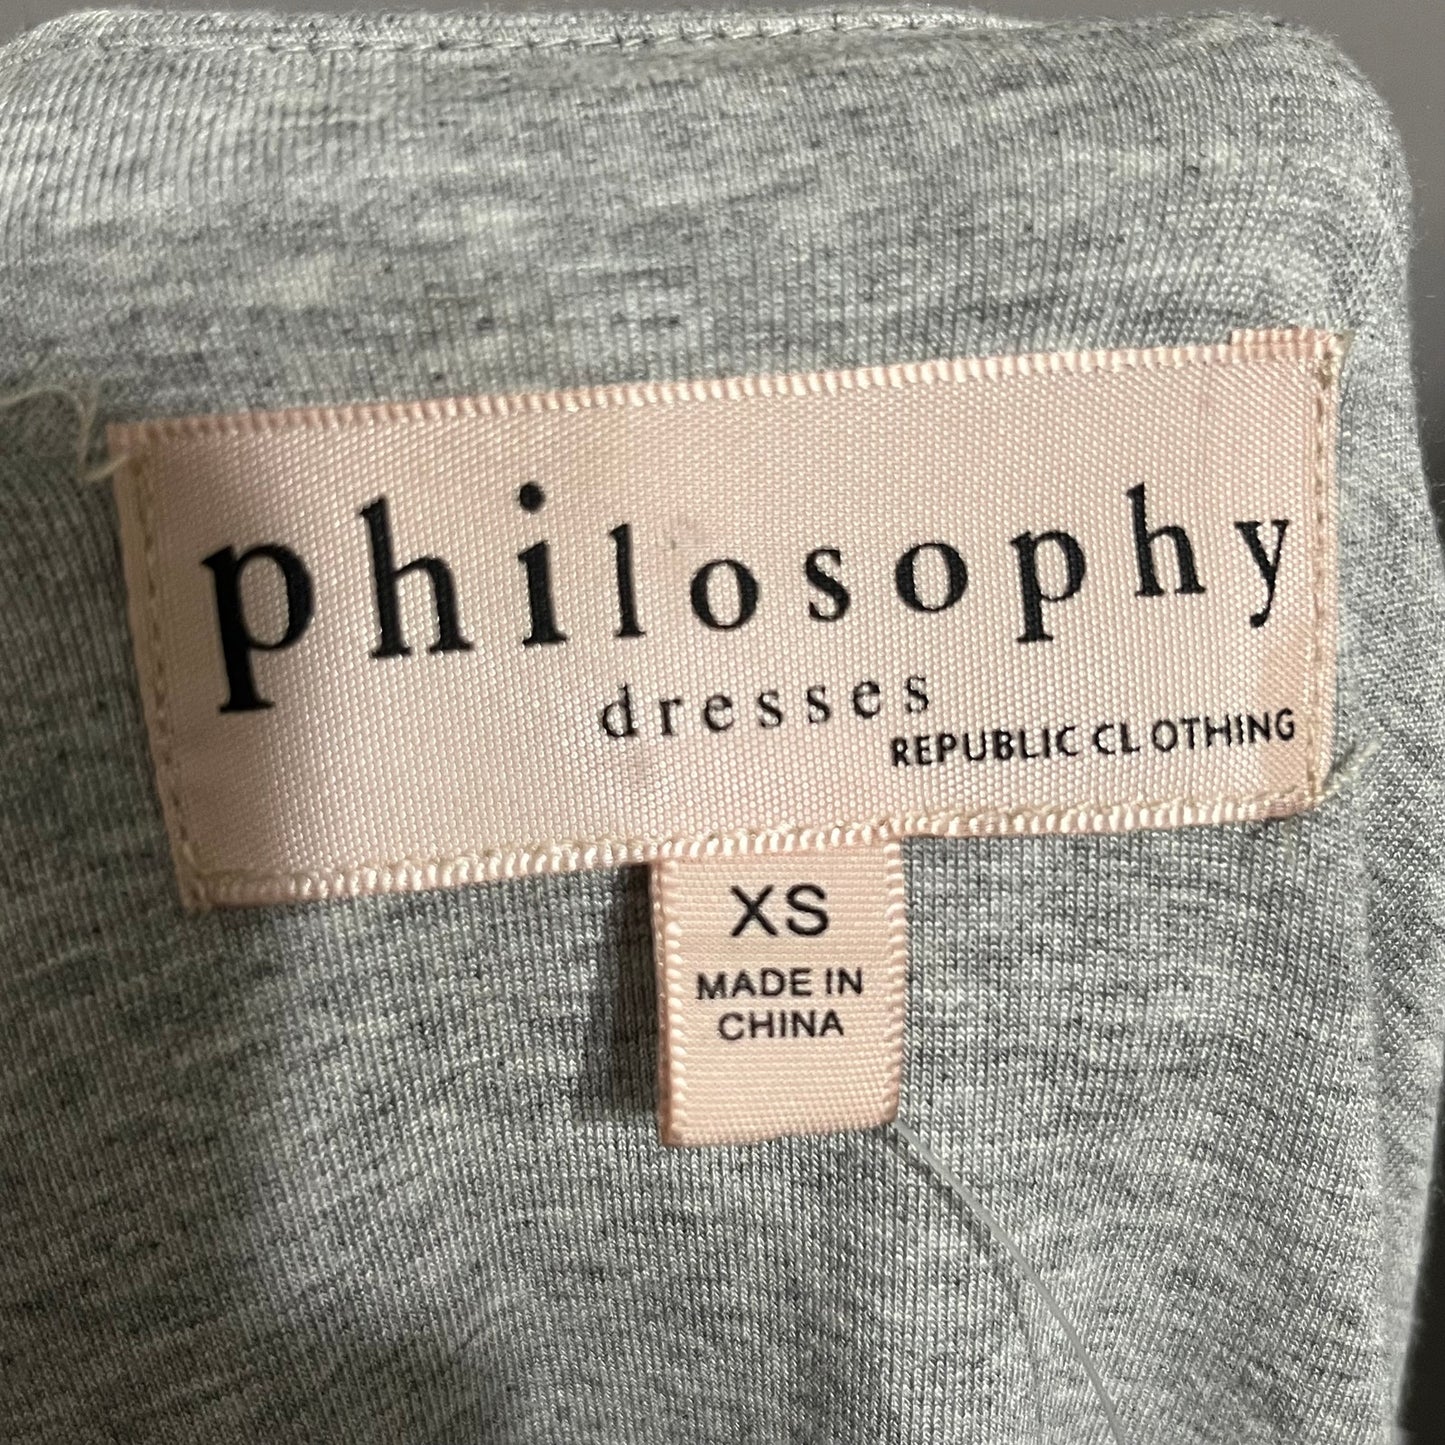 philosophy
dresses
REPUBLIC CLOTHING
XS
MADE IN
CHINA